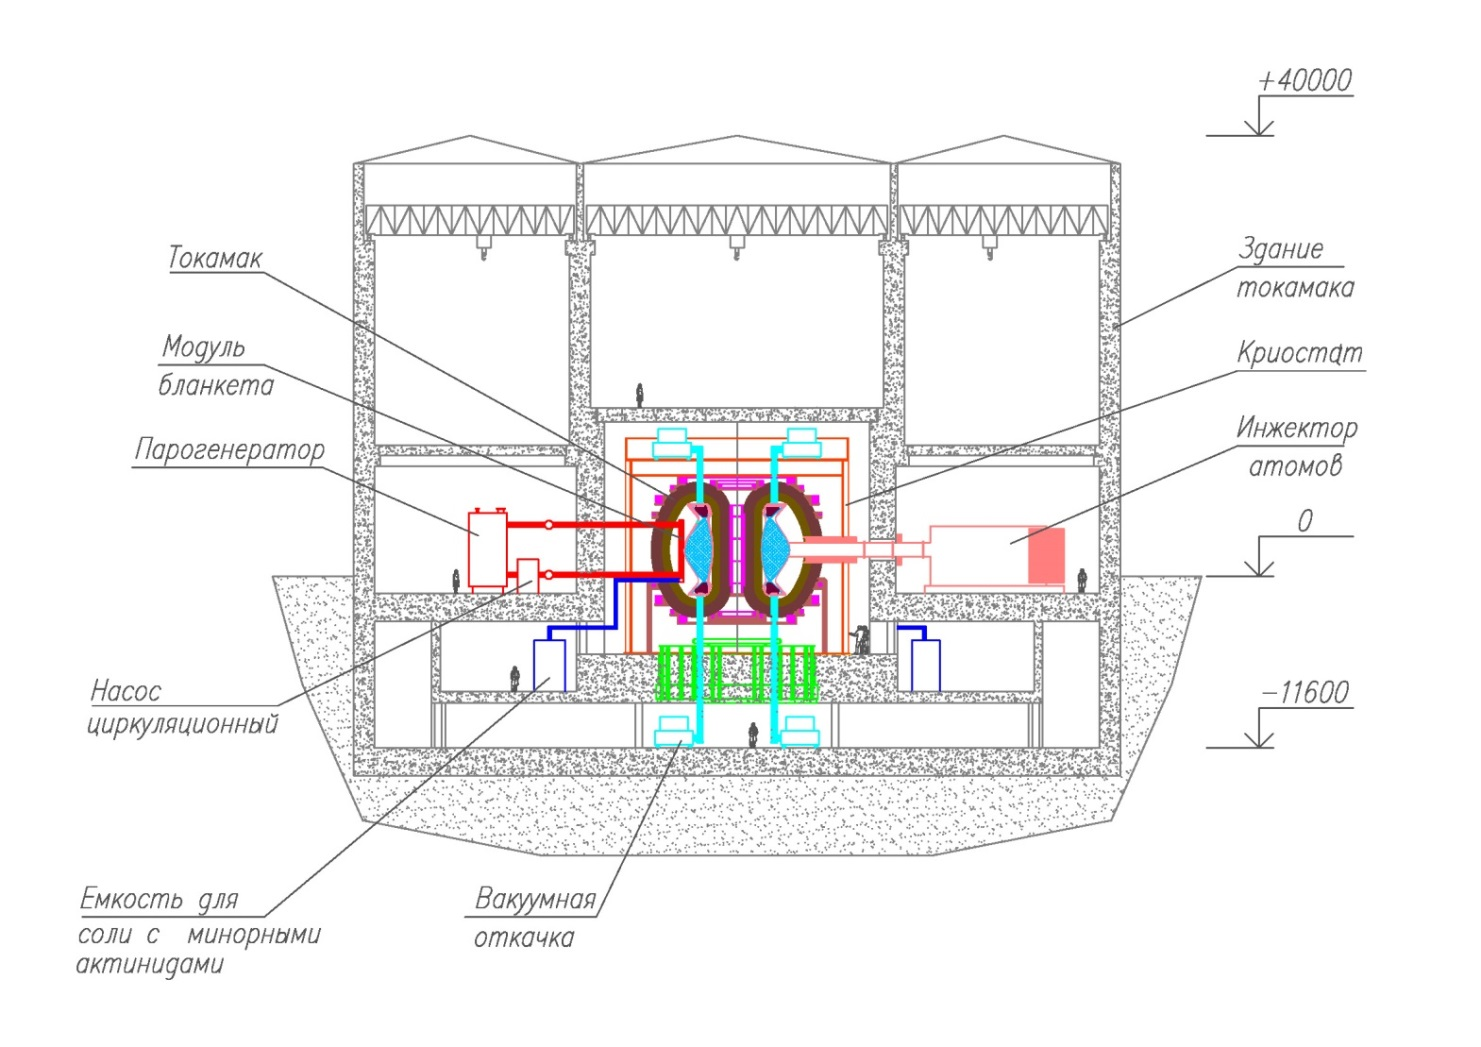 +40000
Токамак
Здание
токамака
Модуль
бланкета
Криостат
Парогенератор
Инжектор
атомов
0
Насос
циркуляционный
-11600
Емкость для
соли с минорными
актинидами
Вакуумная
откачка